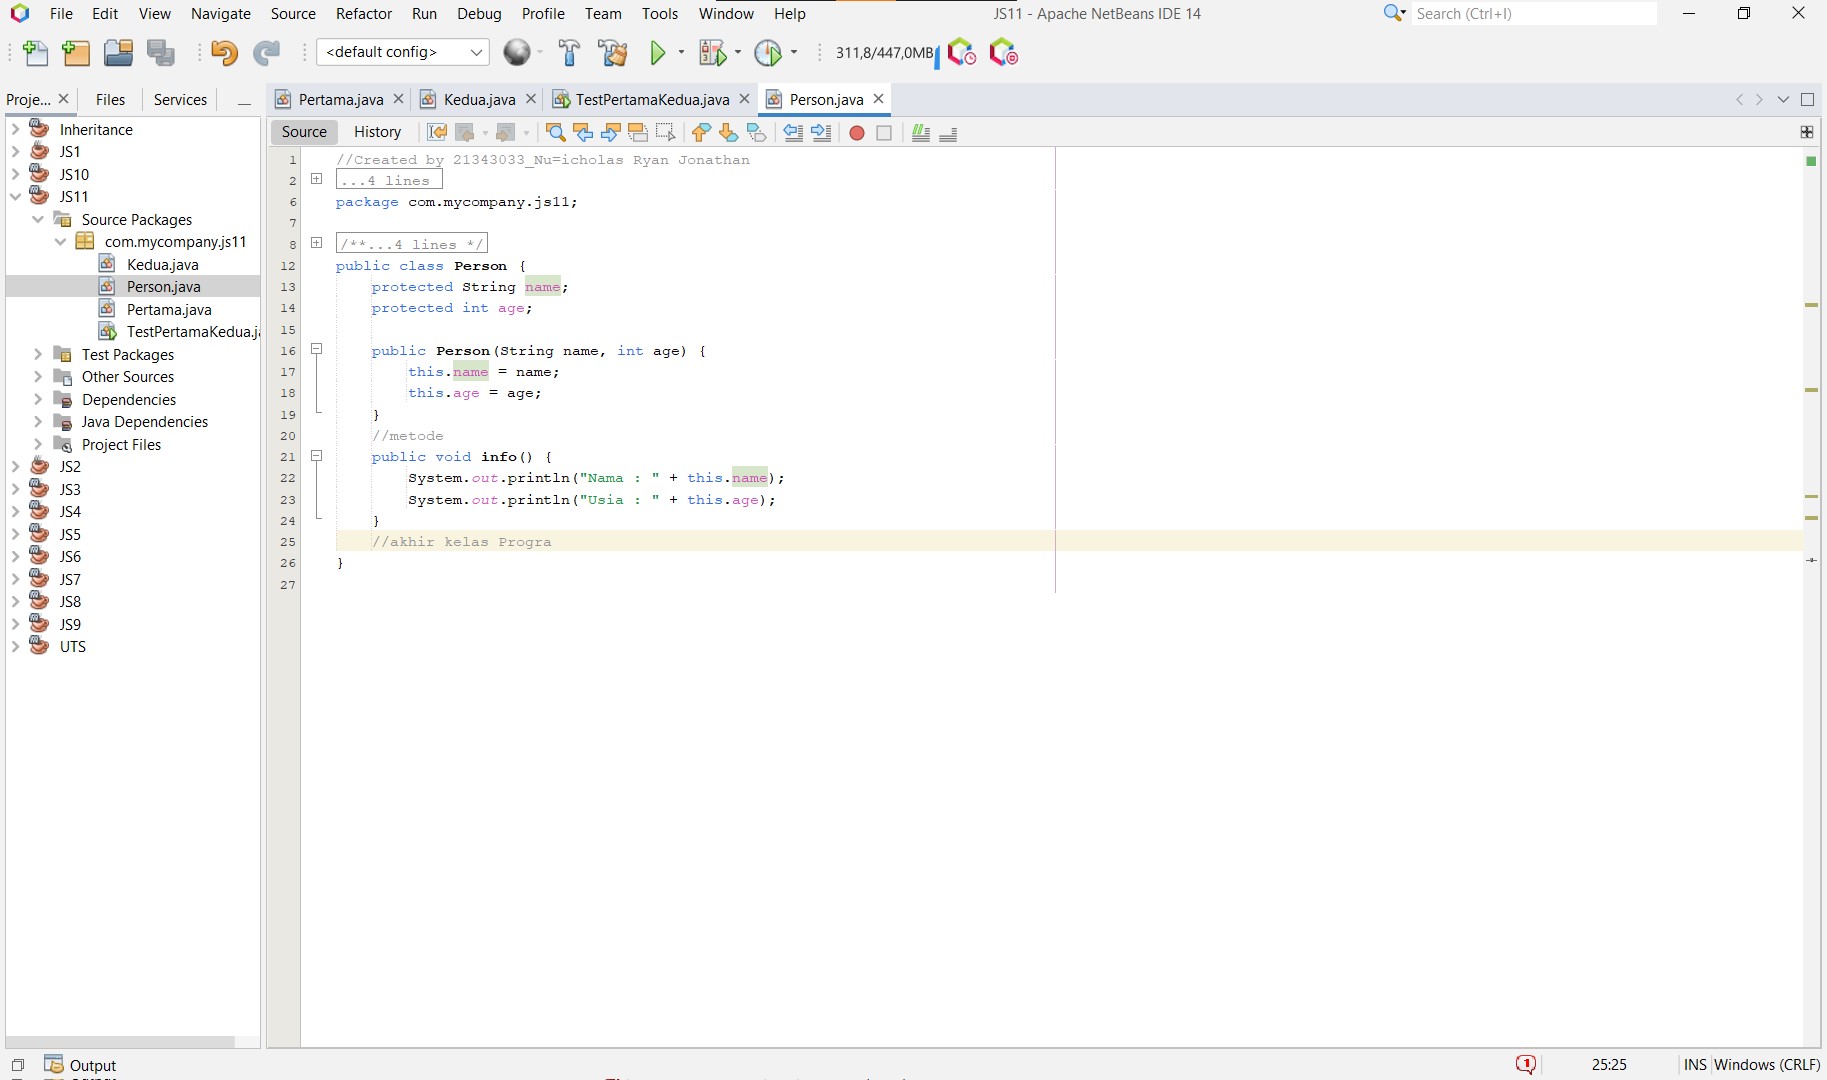 File Edit View Navigate Source Refactor Run Debug Profile Team Tools Window Help
JS11 - Apache NetBeans IDE 14
Search (Ctrl+I)
<default config>
311,8/447,0MB
Proje... Files Services
Pertama.java Kedua.java TestPertamaKedua.java Person.java
Source History
Inheritance
JS1
JS10
JS11
Source Packages
com.mycompany.js11
Kedua.java
Person.java
Pertama.java
TestPertamaKedua.ja
Test Packages
Other Sources
Dependencies
Java Dependencies
Project Files
JS2
JS3
JS4
JS5
JS6
JS7
JS8
JS9
UTS
1 //Created by 21343033_Nu=icholas Ryan Jonathan
2 ...4 lines
6 package com.mycompany.js11;
7
8 /**...4 lines */
12 public class Person {
13 protected String name;
14 protected int age;
15
16 public Person(String name, int age) {
17 this.name = name;
18 this.age = age;
19 }
20 //metode
21 public void info() {
22 System.out.println("Nama : " + this.name);
23 System.out.println("Usia : " + this.age);
24 }
25 //akhir kelas Progra
26 }
27
Output
1
25:25
INS
Windows (CRLF)